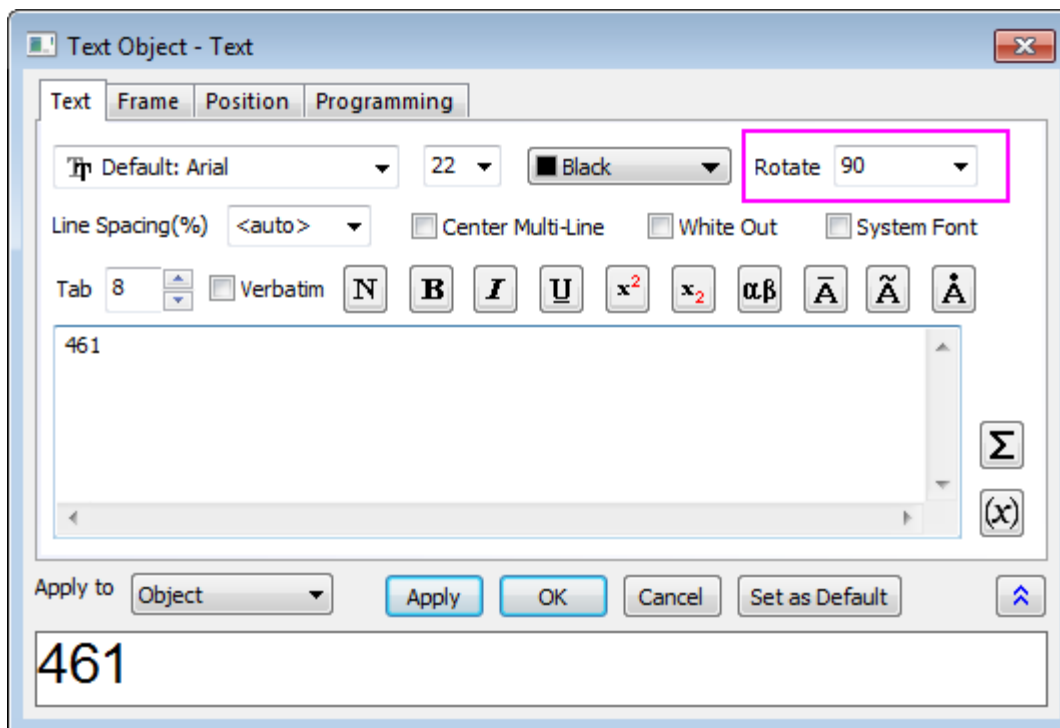 Text Object - Text
Text Frame Position Programming
Default: Arial 22 Black Rotate 90
Line Spacing(%) <auto> Center Multi-Line White Out System Font
Tab 8 Verbatim N B I U x² x₂ αβ A̅ Ã Å
461
Σ
(x)
Apply to Object Apply OK Cancel Set as Default
461